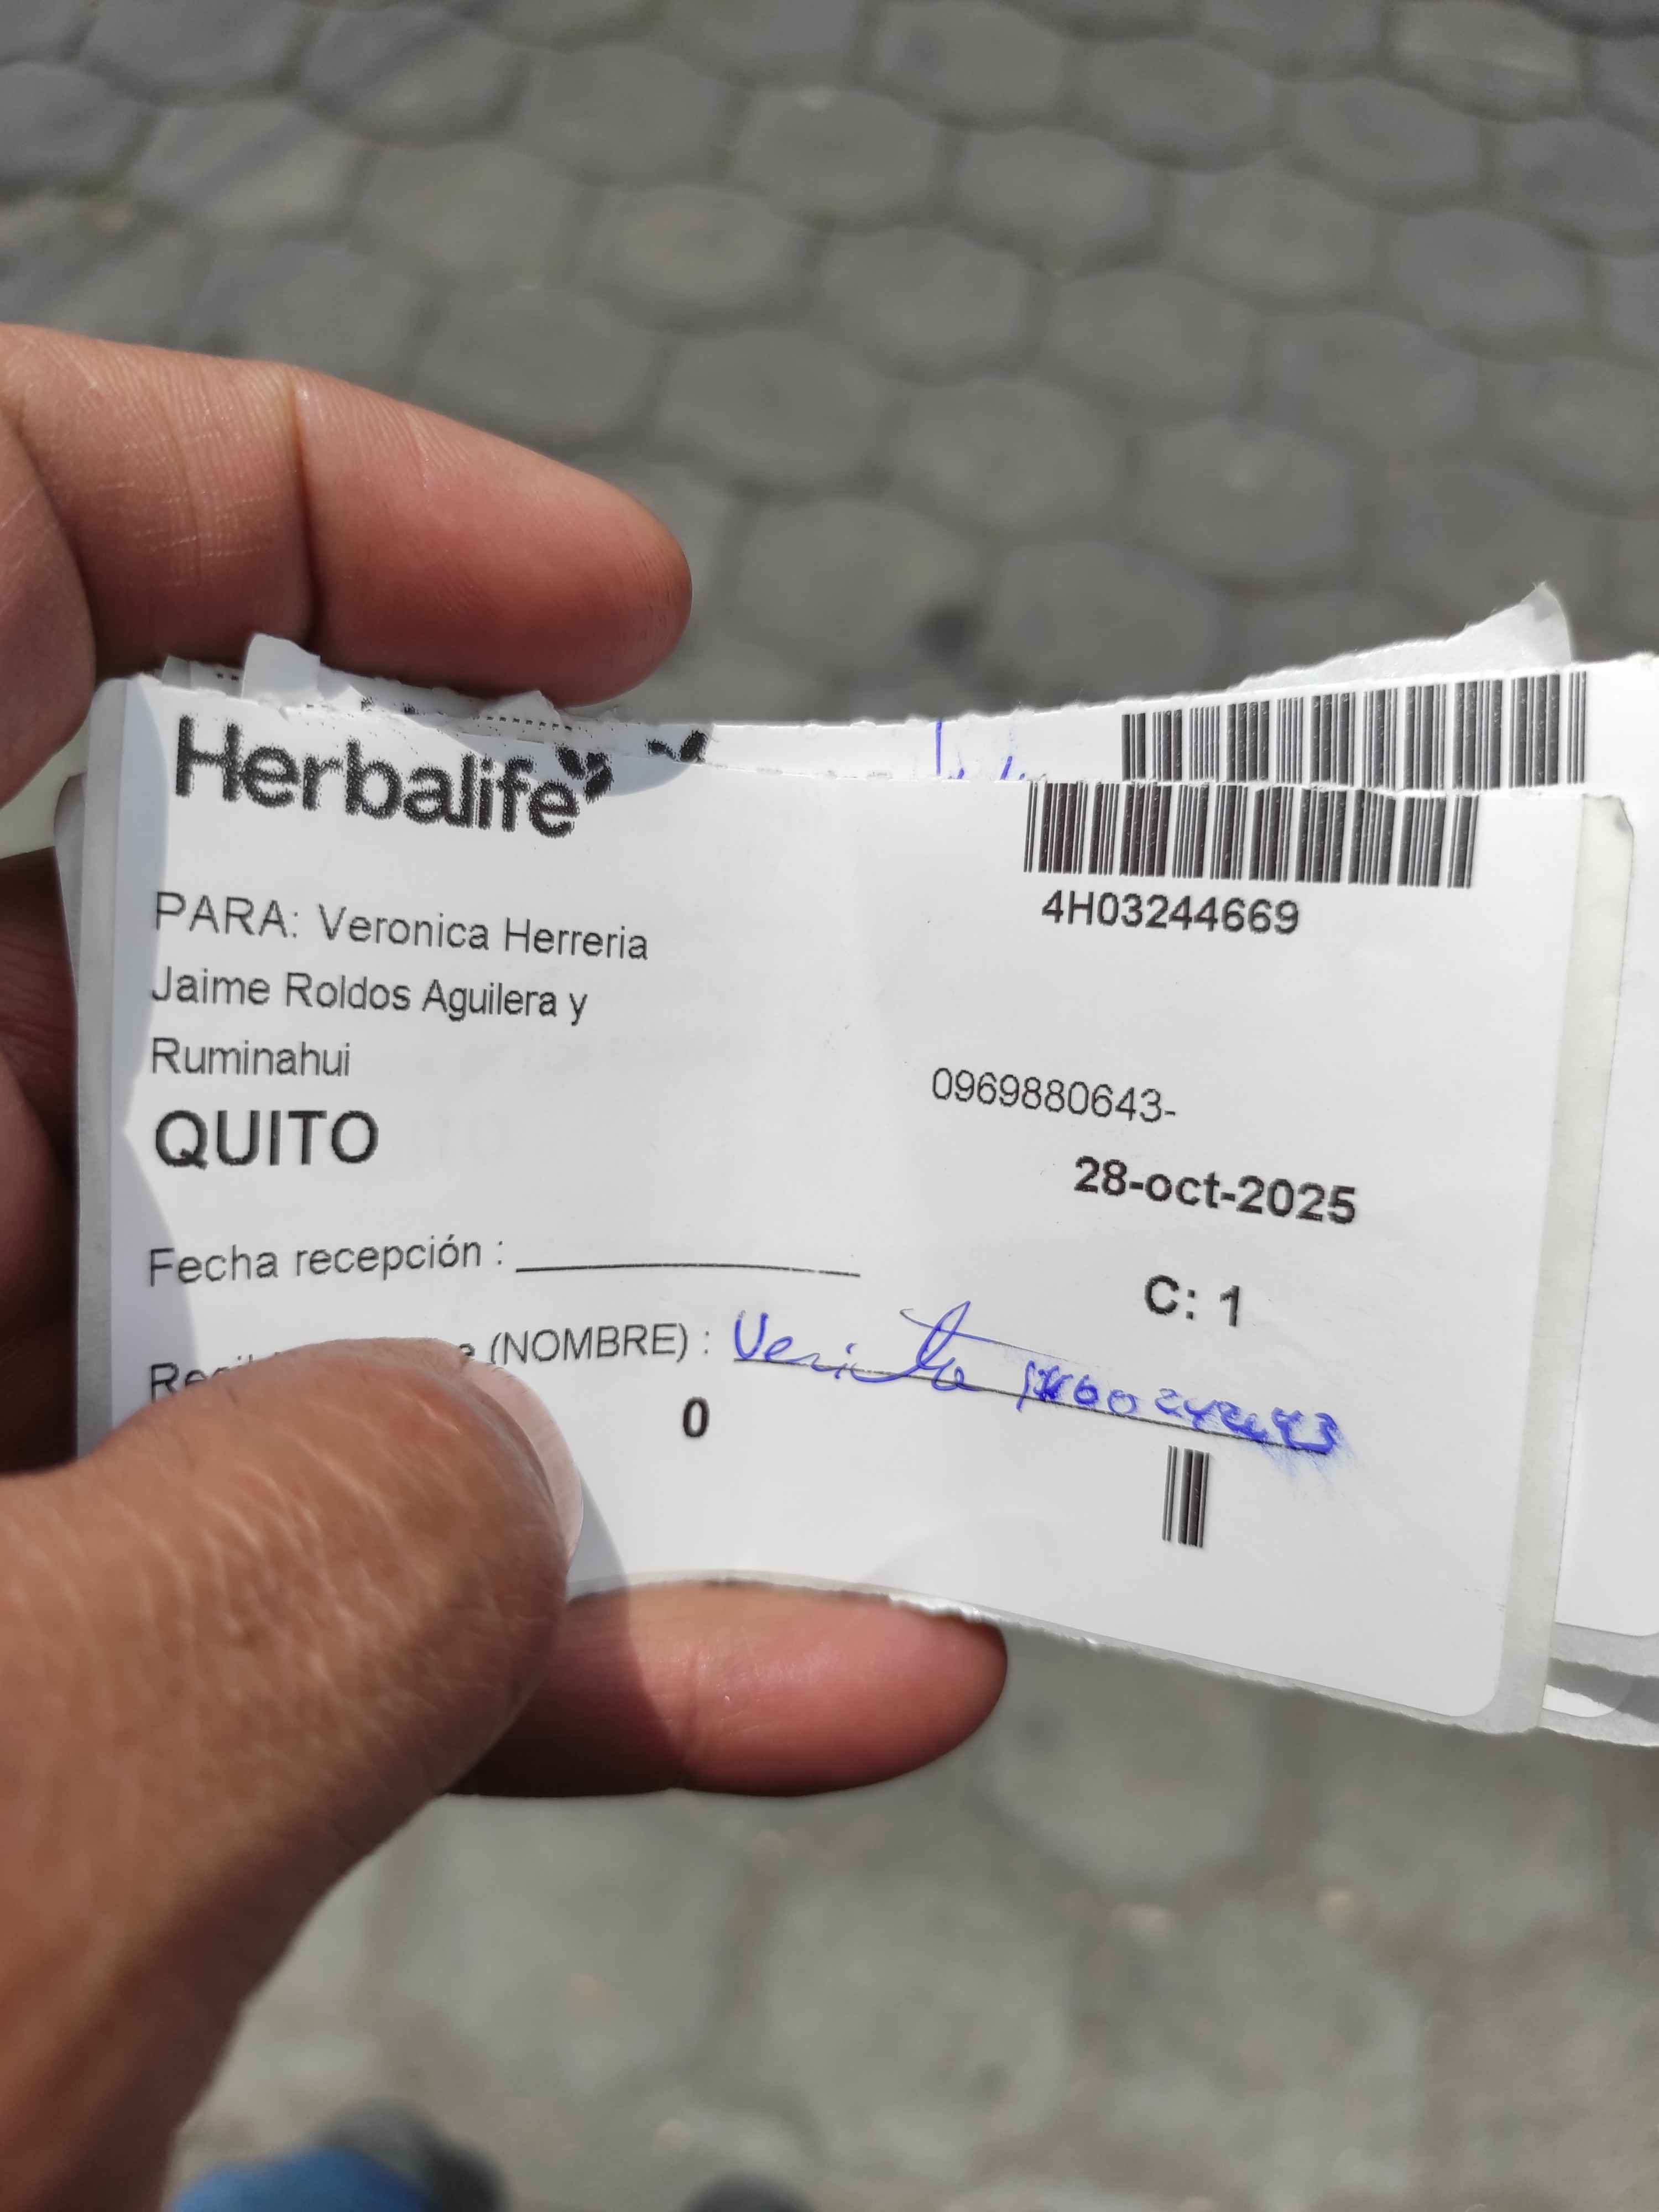 Herbalife
4H03244669
PARA: Veronica Herreria
Jaime Roldos Aguilera y
Ruminahui
0969880643-
QUITO
28-oct-2025
Fecha recepción :
C: 1
(NOMBRE) :
0